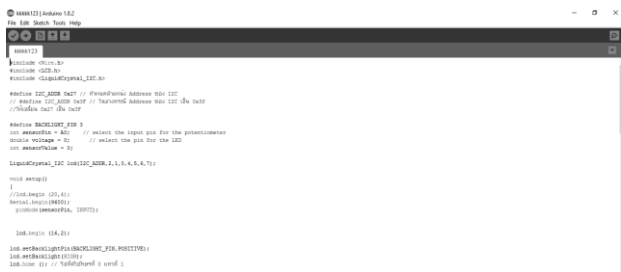 kkkkk123 | Arduino 1.8.2
File Edit Sketch Tools Help
kkkkk123
#include <Wire.h>
#include <LCD.h>
#include <LiquidCrystal_I2C.h>
#define I2C_ADDR 0x27 // กำหนดตำแหน่ง Address ของ I2C
// #define I2C_ADDR 0x3F // ในบางกรณี Address ของ I2C เป็น 0x3F
//ให้เปลี่ยน 0x27 เป็น 0x3F
#define BACKLIGHT_PIN 3
int sensorPin = A0; // select the input pin for the potentiometer
double voltage = 0; // select the pin for the LED
int sensorValue = 0;
LiquidCrystal_I2C lcd(I2C_ADDR,2,1,0,4,5,6,7);
void setup()
{
//lcd.begin (20,4);
Serial.begin(9600);
pinMode(sensorPin, INPUT);
lcd.begin (16,2);
lcd.setBacklightPin(BACKLIGHT_PIN,POSITIVE);
lcd.setBacklight(HIGH);
lcd.home (); // ไปที่ตัวอักษรที่ 0 แถวที่ 1